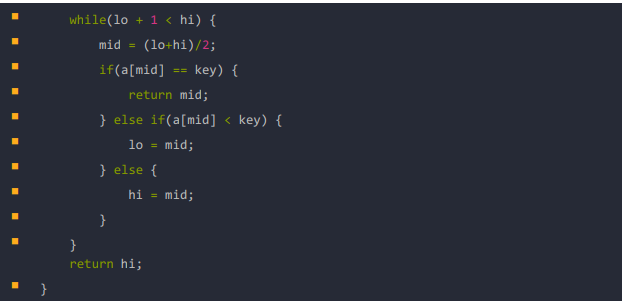 while(lo + 1 < hi) {
mid = (lo+hi)/2;
if(a[mid] == key) {
return mid;
} else if(a[mid] < key) {
lo = mid;
} else {
hi = mid;
}
}
return hi;
}